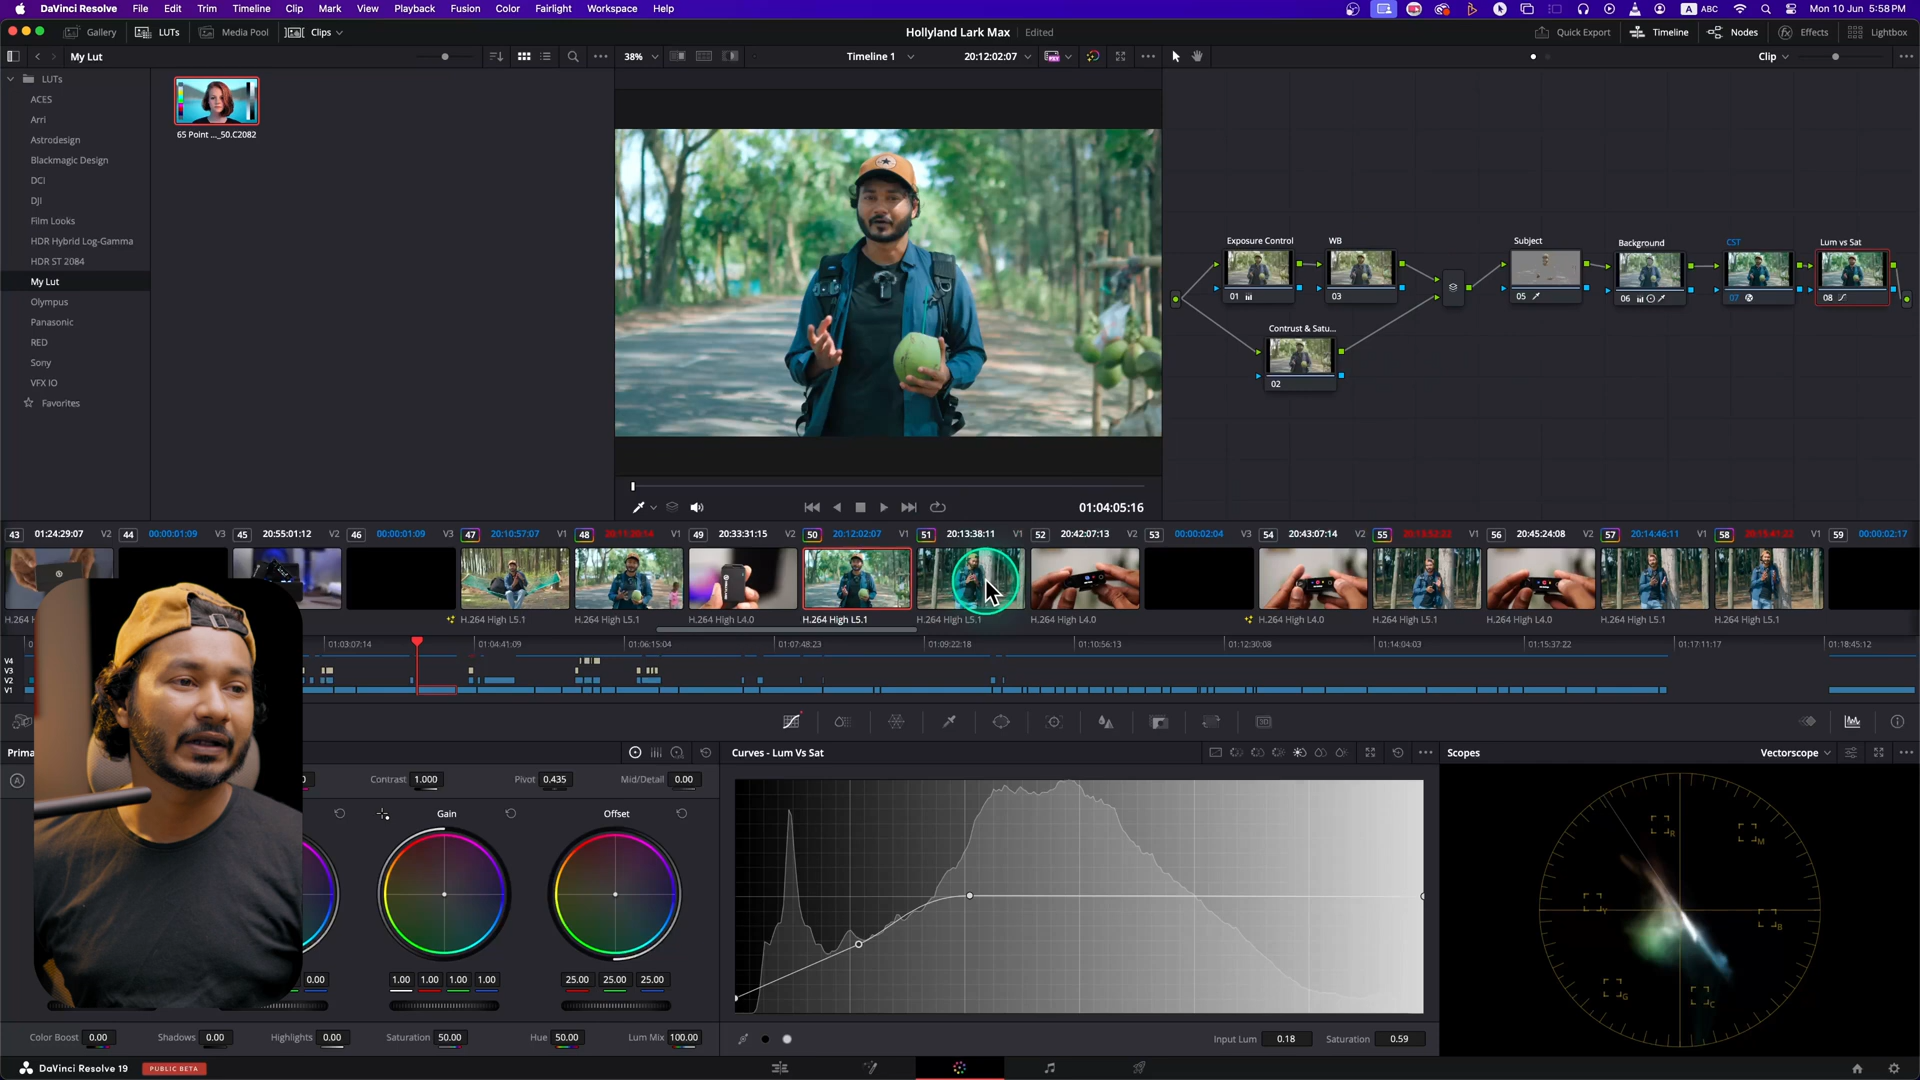 DaVinci Resolve File Edit Trim Timeline Clip Mark View Playback Fusion Color Fairlight Workspace Help A ABC Mon 10 Jun 5:58 PM
Gallery LUTs Media Pool Clips Hollyland Lark Max Edited Quick Export Timeline Nodes Effects Lightbox
My Lut 38% Timeline 1 20:12:02:07 Clip
LUTs
ACES
Arri
Astrodesign
Blackmagic Design
DCI
DJI
Film Looks
HDR Hybrid Log-Gamma
HDR ST 2084
My Lut
Olympus
Panasonic
RED
Sony
VFX IO
Favorites
65 Point ..._50.C2082
Exposure Control WB Subject Background CST Lum vs Sat
01 03 05 06 07 08
Contrust & Satu...
02
01:04:05:16
43 01:24:29:07 V2 44 00:00:01:09 V3 45 20:55:01:12 V2 46 00:00:01:09 V3 47 20:10:57:07 V1 48 20:11:20:14 V1 49 20:33:31:15 V2 50 20:12:02:07 V1 51 20:13:38:11 V1 52 20:42:07:13 V2 53 00:00:02:04 V3 54 20:43:07:14 V2 55 V1 56 20:45:24:08 V2 57 20:14:46:11 V1 58 20:15:41:22 V1 59 00:00:02:17
H.264 High L5.1 H.264 High L5.1 H.264 High L4.0 H.264 High L5.1 H.264 High L5.1 H.264 High L4.0 H.264 High L4.0 H.264 High L5.1 H.264 High L4.0 H.264 High L5.1 H.264 High L5.1
01:03:07:14 01:04:41:09 01:06:15:04 01:07:48:23 01:09:22:18 01:10:56:13 01:12:30:08 01:14:04:03 01:15:37:22 01:17:11:17 01:18:45:12
V4
V3
V2
V1
Prima Curves - Lum Vs Sat Scopes Vectorscope
A Contrast 1.000 Pivot 0.435 Mid/Detail 0.00
Gain Offset
R M
Y B
G C
0.00 1.00 1.00 1.00 1.00 25.00 25.00 25.00
Color Boost 0.00 Shadows 0.00 Highlights 0.00 Saturation 50.00 Hue 50.00 Lum Mix 100.00 Input Lum 0.18 Saturation 0.59
DaVinci Resolve 19 PUBLIC BETA